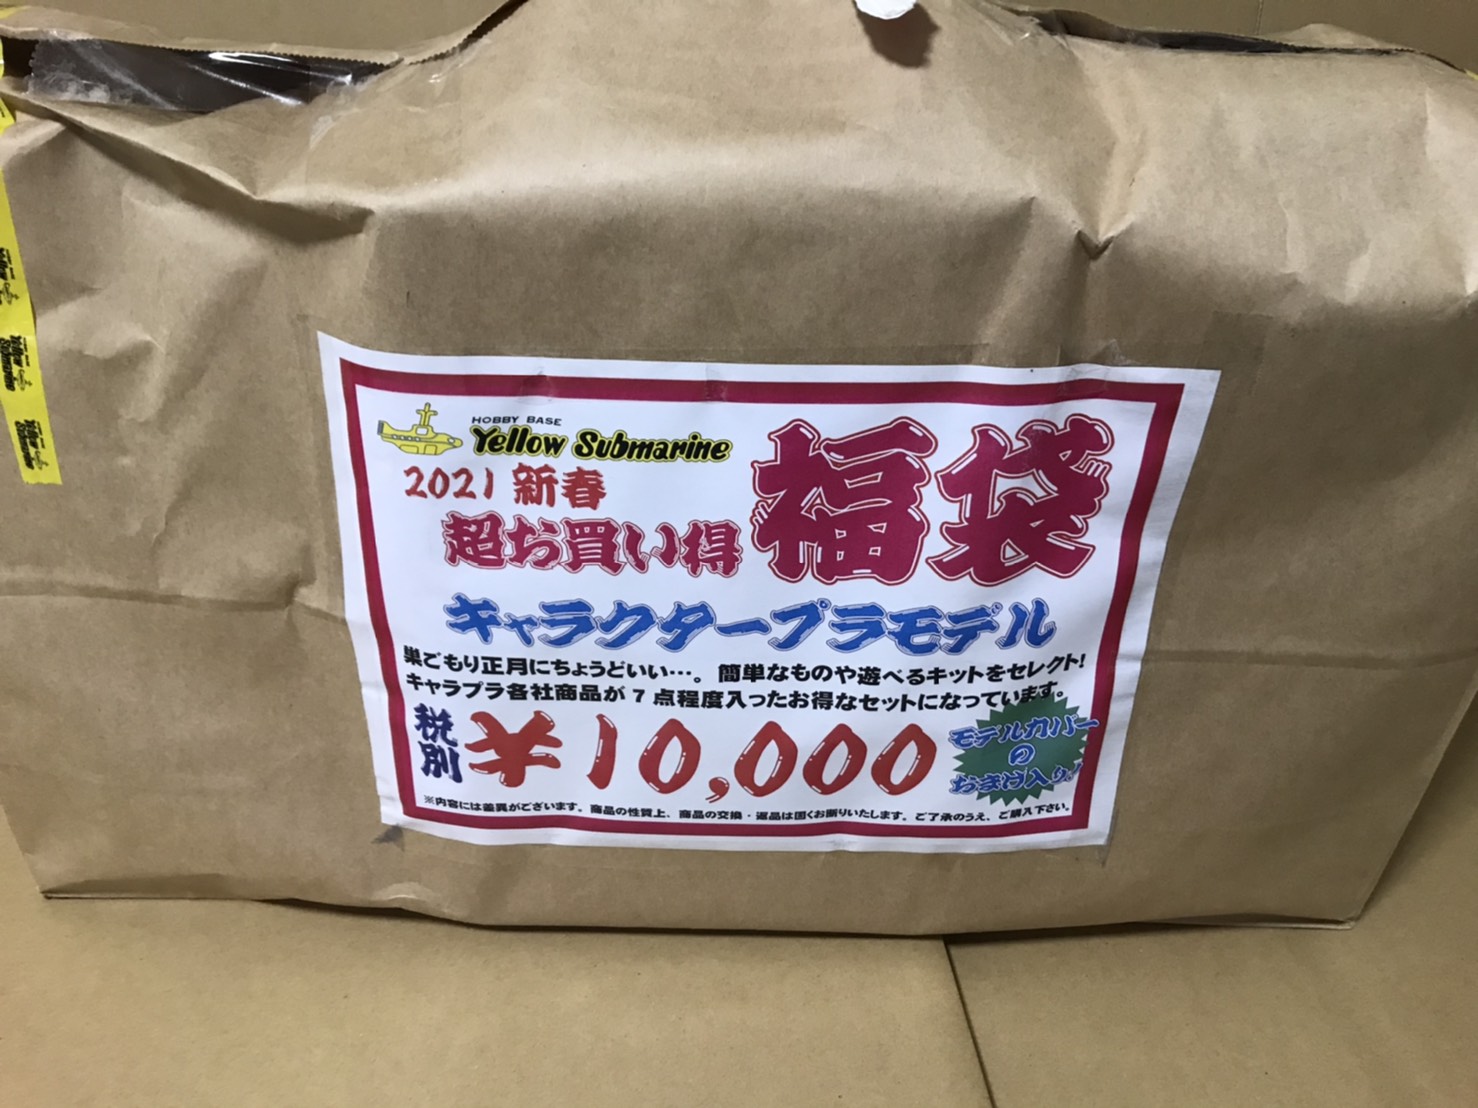 HOBBY BASE
Yellow Submarine
2021 新春
超お買い得
福袋
キャラクタープラモデル
巣ごもり正月にちょうどいい…。簡単なものや遊べるキットをセレクト!
キャラプラ各社商品が7点程度入ったお得なセットになっています。
税別
¥10,000
モデルカバー
の
おまけ入り!
※内容には差異がございます。商品の性質上、商品の交換・返品は固くお断りいたします。ご了承のうえ、ご購入下さい。
Yellow Submarine
Yellow Submarine
Yellow Submarine